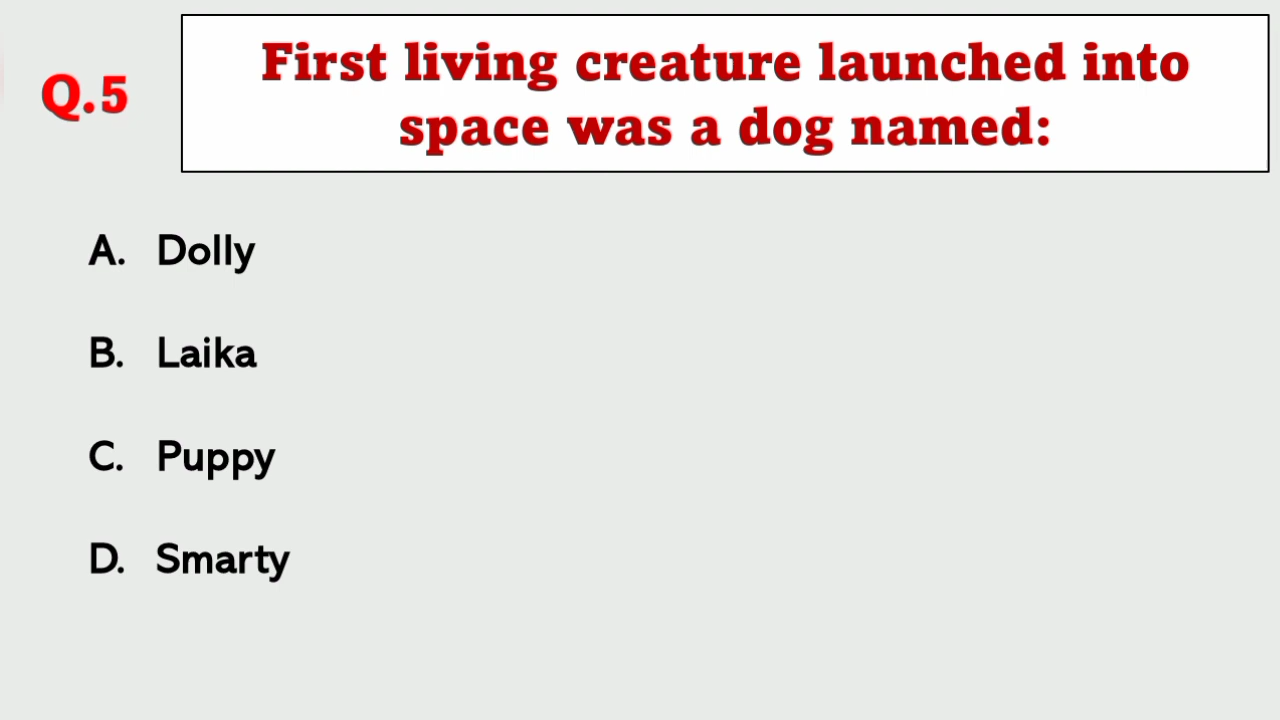 Q.5
First living creature launched into
space was a dog named:
A. Dolly
B. Laika
C. Puppy
D. Smarty